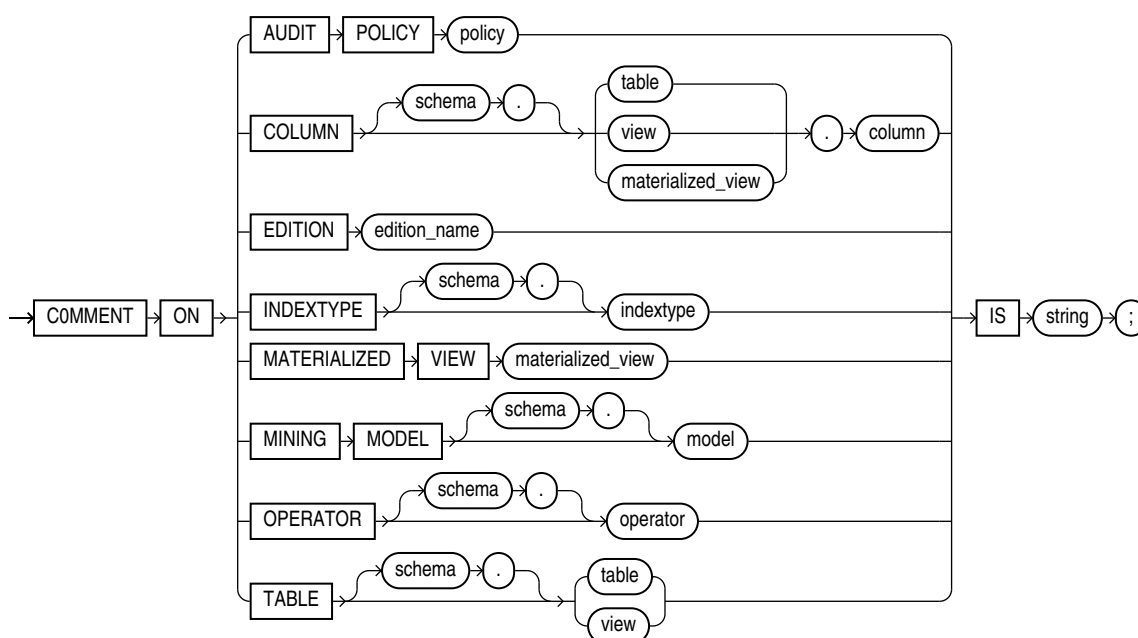 AUDIT POLICY policy
schema . table
COLUMN view . column
materialized_view
EDITION edition_name
schema .
INDEXTYPE indextype
C0MMENT ON IS string ;
MATERIALIZED VIEW materialized_view
schema .
MINING MODEL model
schema .
OPERATOR operator
schema . table
TABLE view